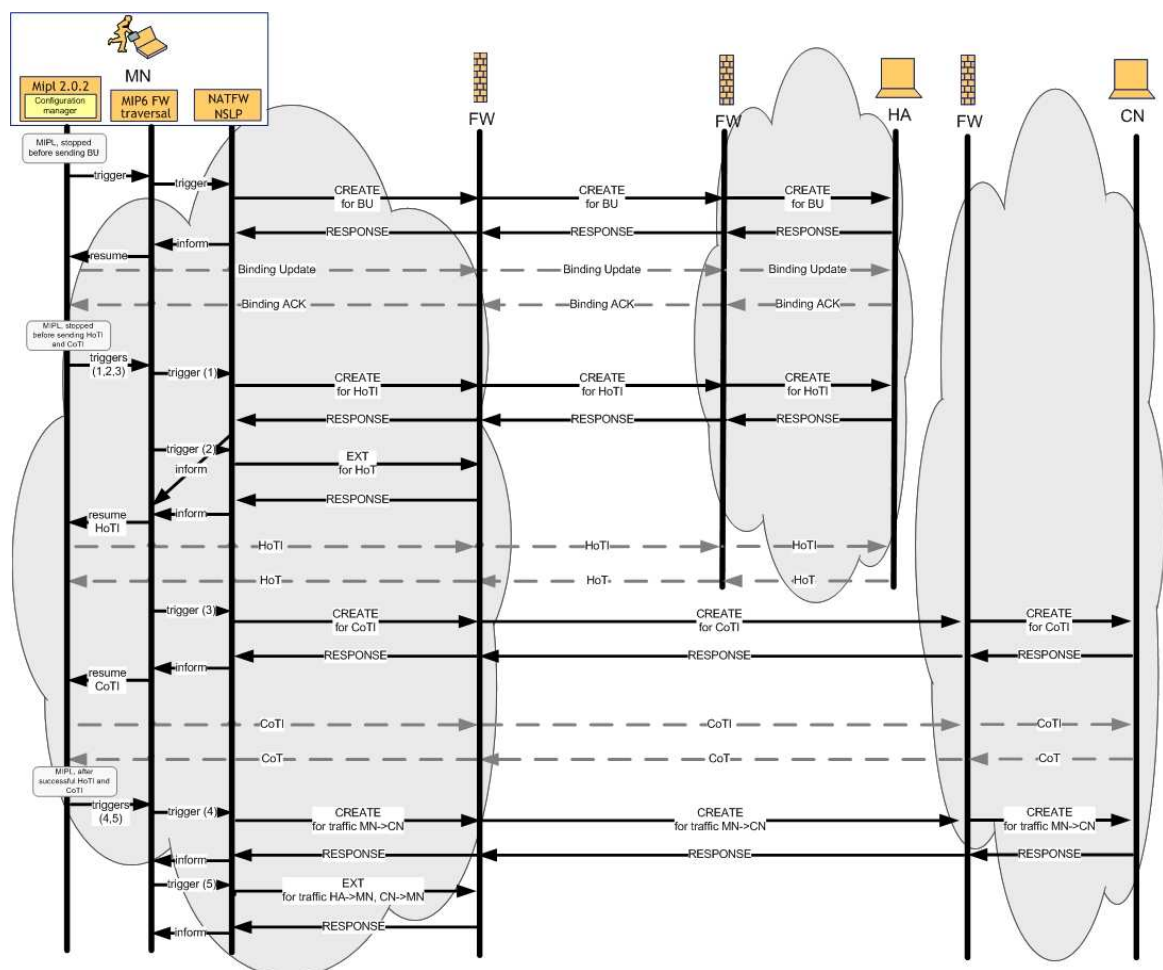 MN
Mipl 2.0.2
Configuration
manager
MIP6 FW
traversal
NATFW
NSLP
FW
FW
HA
FW
CN
MIPL, stopped
before sending BU
trigger
trigger
CREATE
for BU
CREATE
for BU
CREATE
for BU
RESPONSE
RESPONSE
RESPONSE
inform
resume
Binding Update
Binding Update
Binding Update
Binding ACK
Binding ACK
Binding ACK
MIPL, stopped
before sending HoTI
and CoTI
triggers
(1,2,3)
trigger (1)
CREATE
for HoTI
CREATE
for HoTI
CREATE
for HoTI
RESPONSE
RESPONSE
RESPONSE
trigger (2)
inform
EXT
for HoT
RESPONSE
inform
resume
HoTI
HoTI
HoTI
HoTI
HoT
HoT
HoT
trigger (3)
CREATE
for CoTI
CREATE
for CoTI
CREATE
for CoTI
RESPONSE
RESPONSE
RESPONSE
inform
resume
CoTI
CoTI
CoTI
CoTI
CoT
CoT
CoT
MIPL, after
successful HoTI and
CoTI
triggers
(4,5)
trigger (4)
CREATE
for traffic MN->CN
CREATE
for traffic MN->CN
CREATE
for traffic MN->CN
RESPONSE
RESPONSE
RESPONSE
inform
trigger (5)
EXT
for traffic HA->MN, CN->MN
RESPONSE
inform